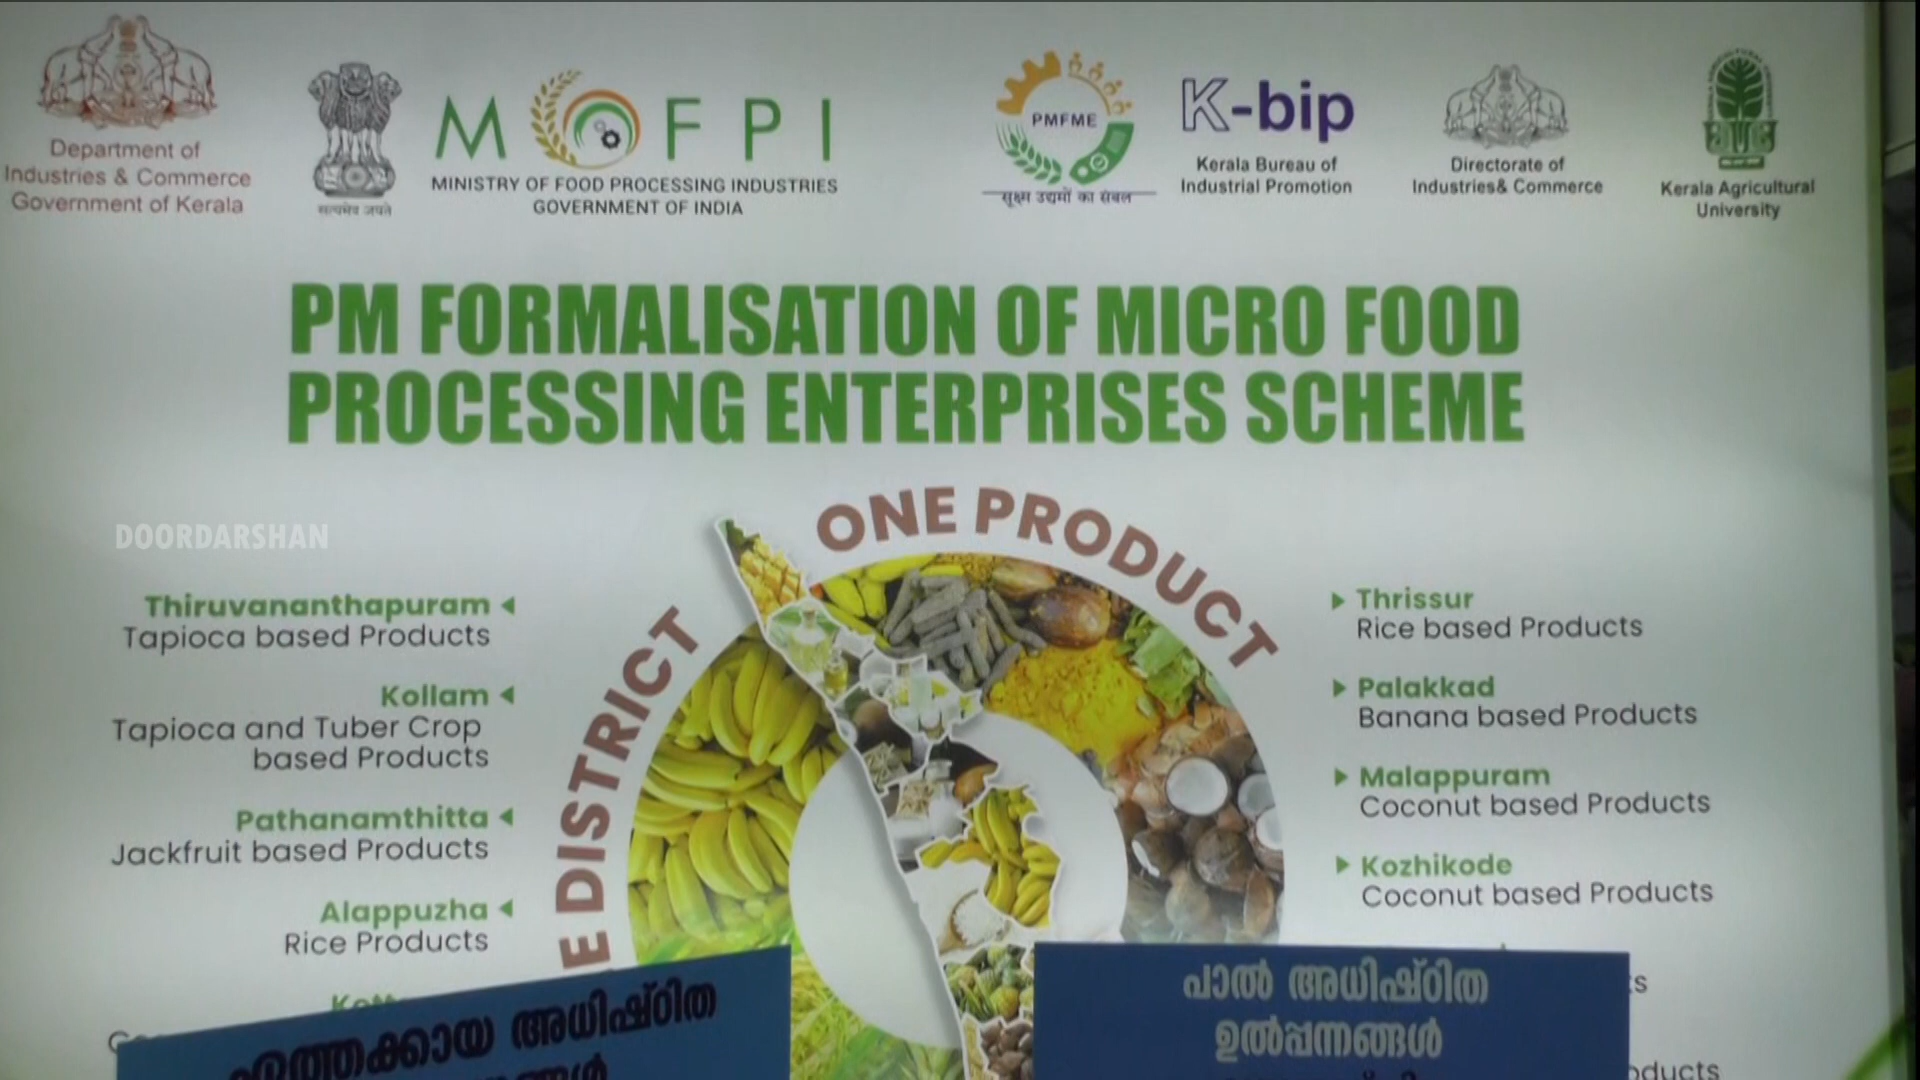 Department of
Industries & Commerce
Government of Kerala
सत्यमेव जयते
MOFPI
MINISTRY OF FOOD PROCESSING INDUSTRIES
GOVERNMENT OF INDIA
PMFME
सूक्ष्म उद्यमों का संबल
K-bip
Kerala Bureau of
Industrial Promotion
Directorate of
Industries& Commerce
Kerala Agricultural
University
PM FORMALISATION OF MICRO FOOD
PROCESSING ENTERPRISES SCHEME
ONE PRODUCT
DISTRICT
DOORDARSHAN
Thiruvananthapuram
Tapioca based Products
Kollam
Tapioca and Tuber Crop
based Products
Pathanamthitta
Jackfruit based Products
Alappuzha
Rice Products
Thrissur
Rice based Products
Palakkad
Banana based Products
Malappuram
Coconut based Products
Kozhikode
Coconut based Products
ഏത്തക്കായ അധിഷ്ഠിത
പാൽ അധിഷ്ഠിത
ഉൽപ്പന്നങ്ങൾ